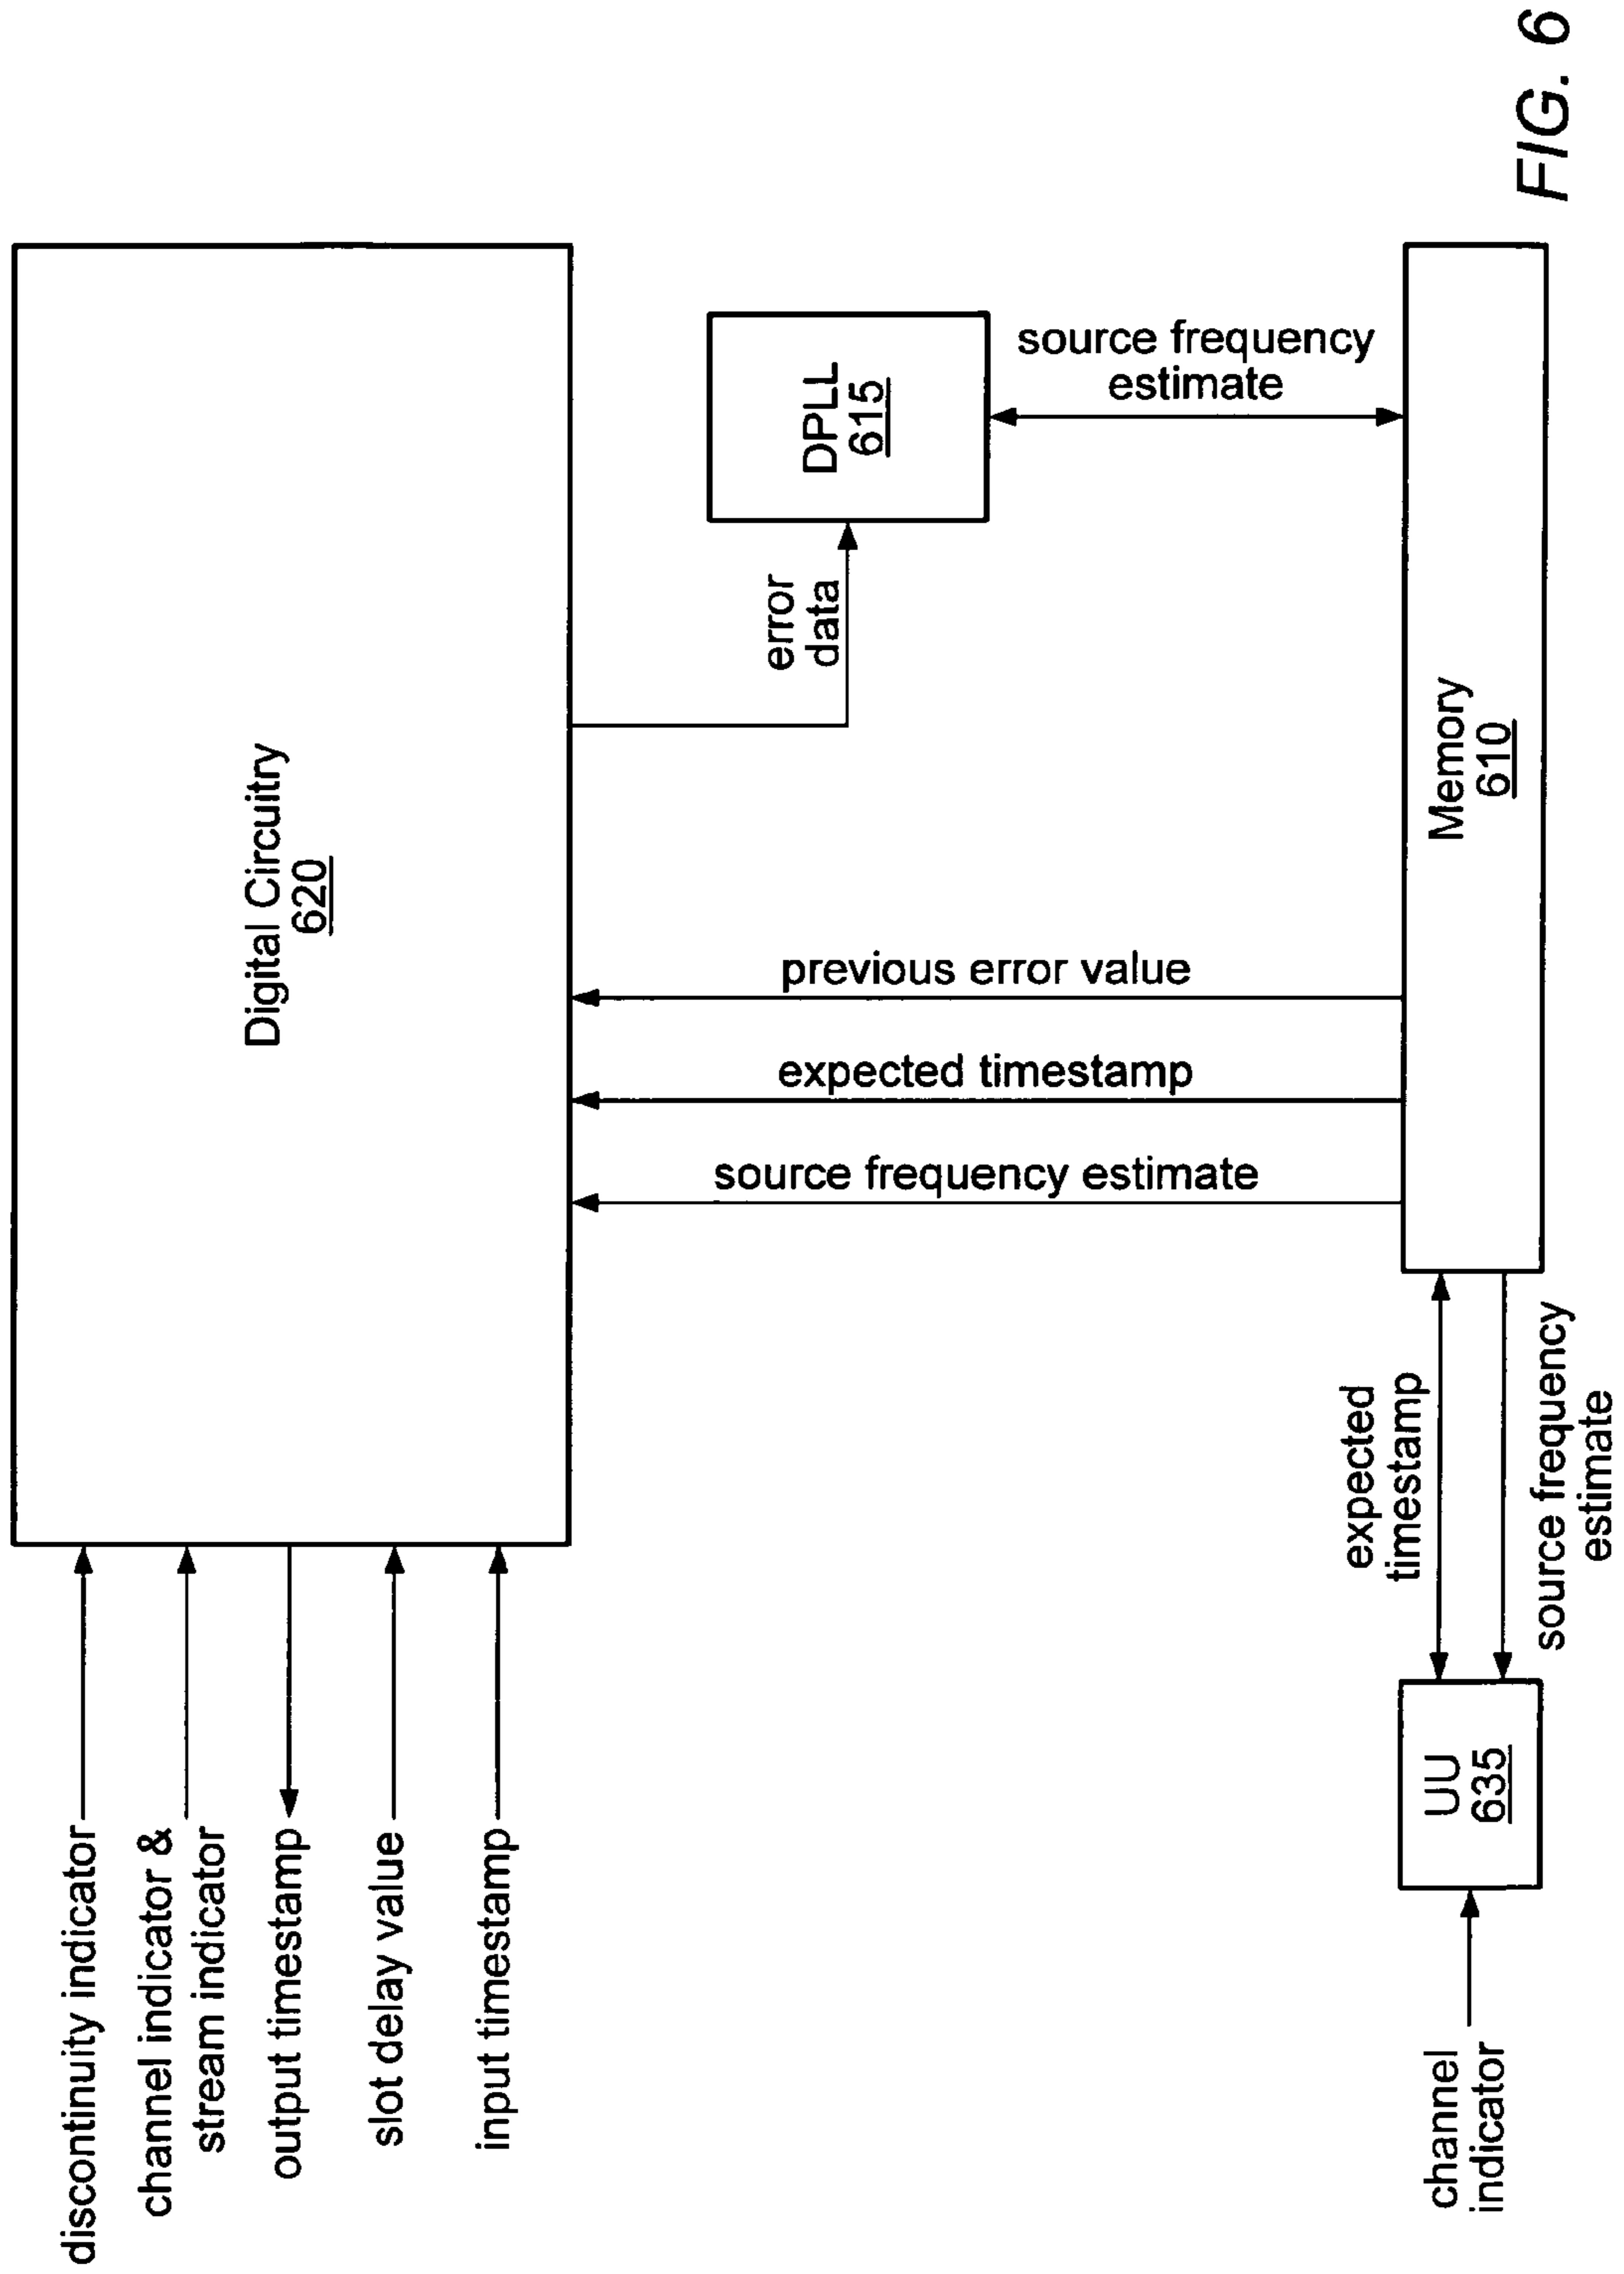 discontinuity indicator
channel indicator &
stream indicator
output timestamp
slot delay value
input timestamp
Digital Circuitry
620
source frequency estimate
expected timestamp
previous error value
error
data
DPLL
615
source frequency
estimate
channel
indicator
UU
635
expected
timestamp
source frequency
estimate
Memory
610
FIG. 6